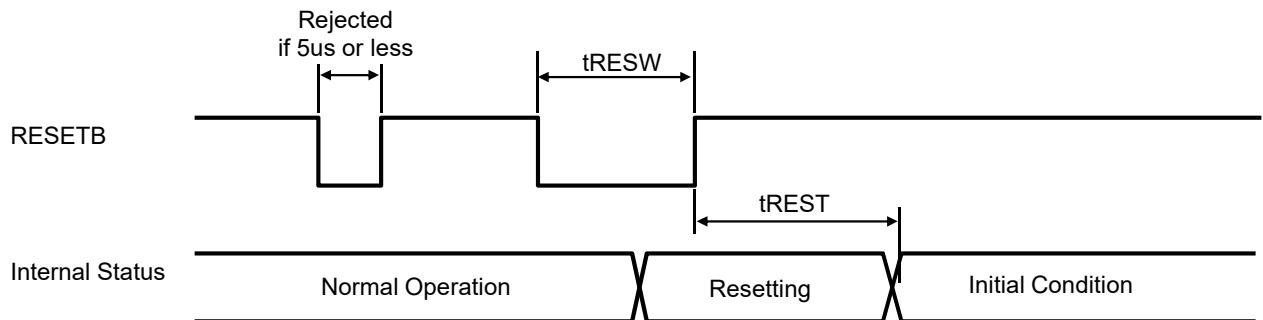 Rejected
if 5us or less
tRESW
RESETB
tREST
Internal Status
Normal Operation
Resetting
Initial Condition